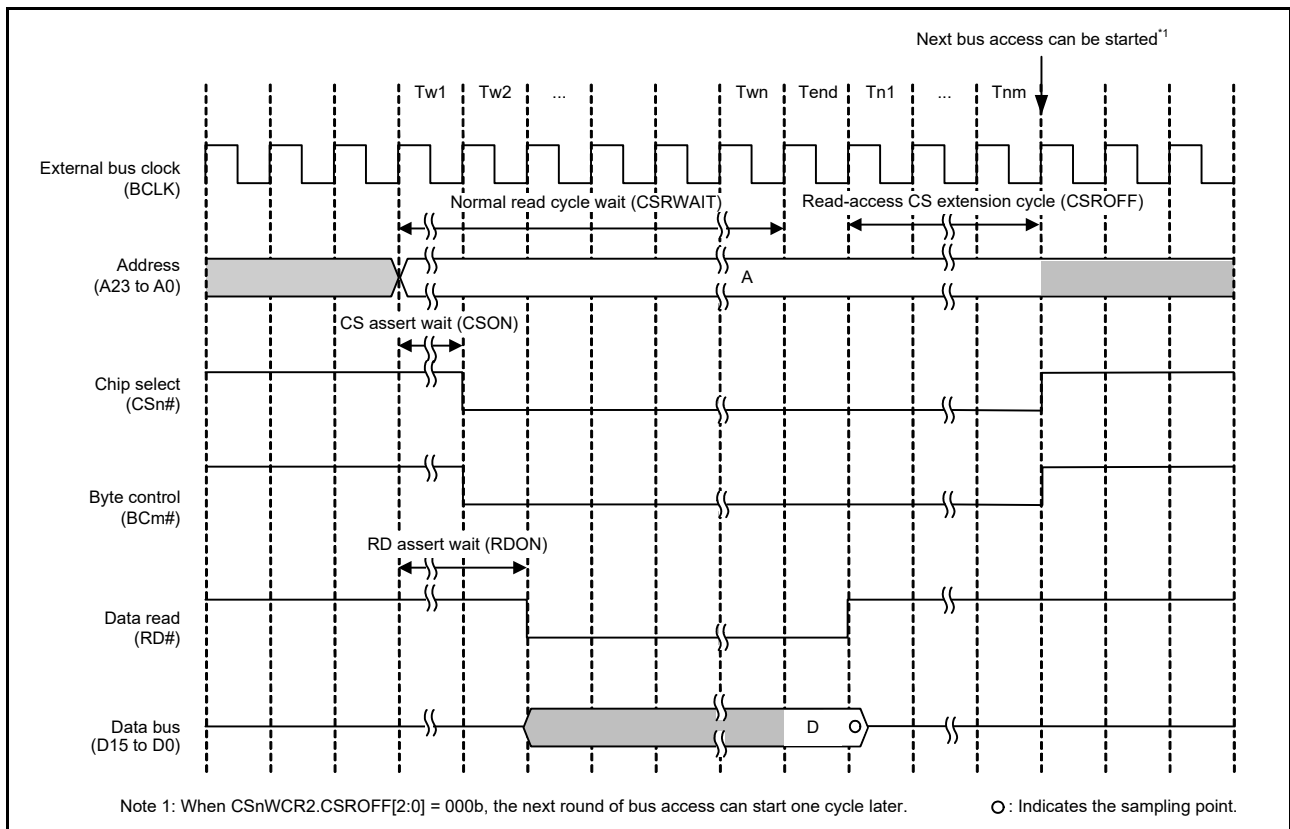 Next bus access can be started*1
Tw1 Tw2 ... Twn Tend Tn1 ... Tnm
External bus clock
(BCLK)
Normal read cycle wait (CSRWAIT)
Read-access CS extension cycle (CSROFF)
Address
(A23 to A0)
A
CS assert wait (CSON)
Chip select
(CSn#)
Byte control
(BCm#)
RD assert wait (RDON)
Data read
(RD#)
Data bus
(D15 to D0)
D
Note 1: When CSnWCR2.CSROFF[2:0] = 000b, the next round of bus access can start one cycle later.
: Indicates the sampling point.